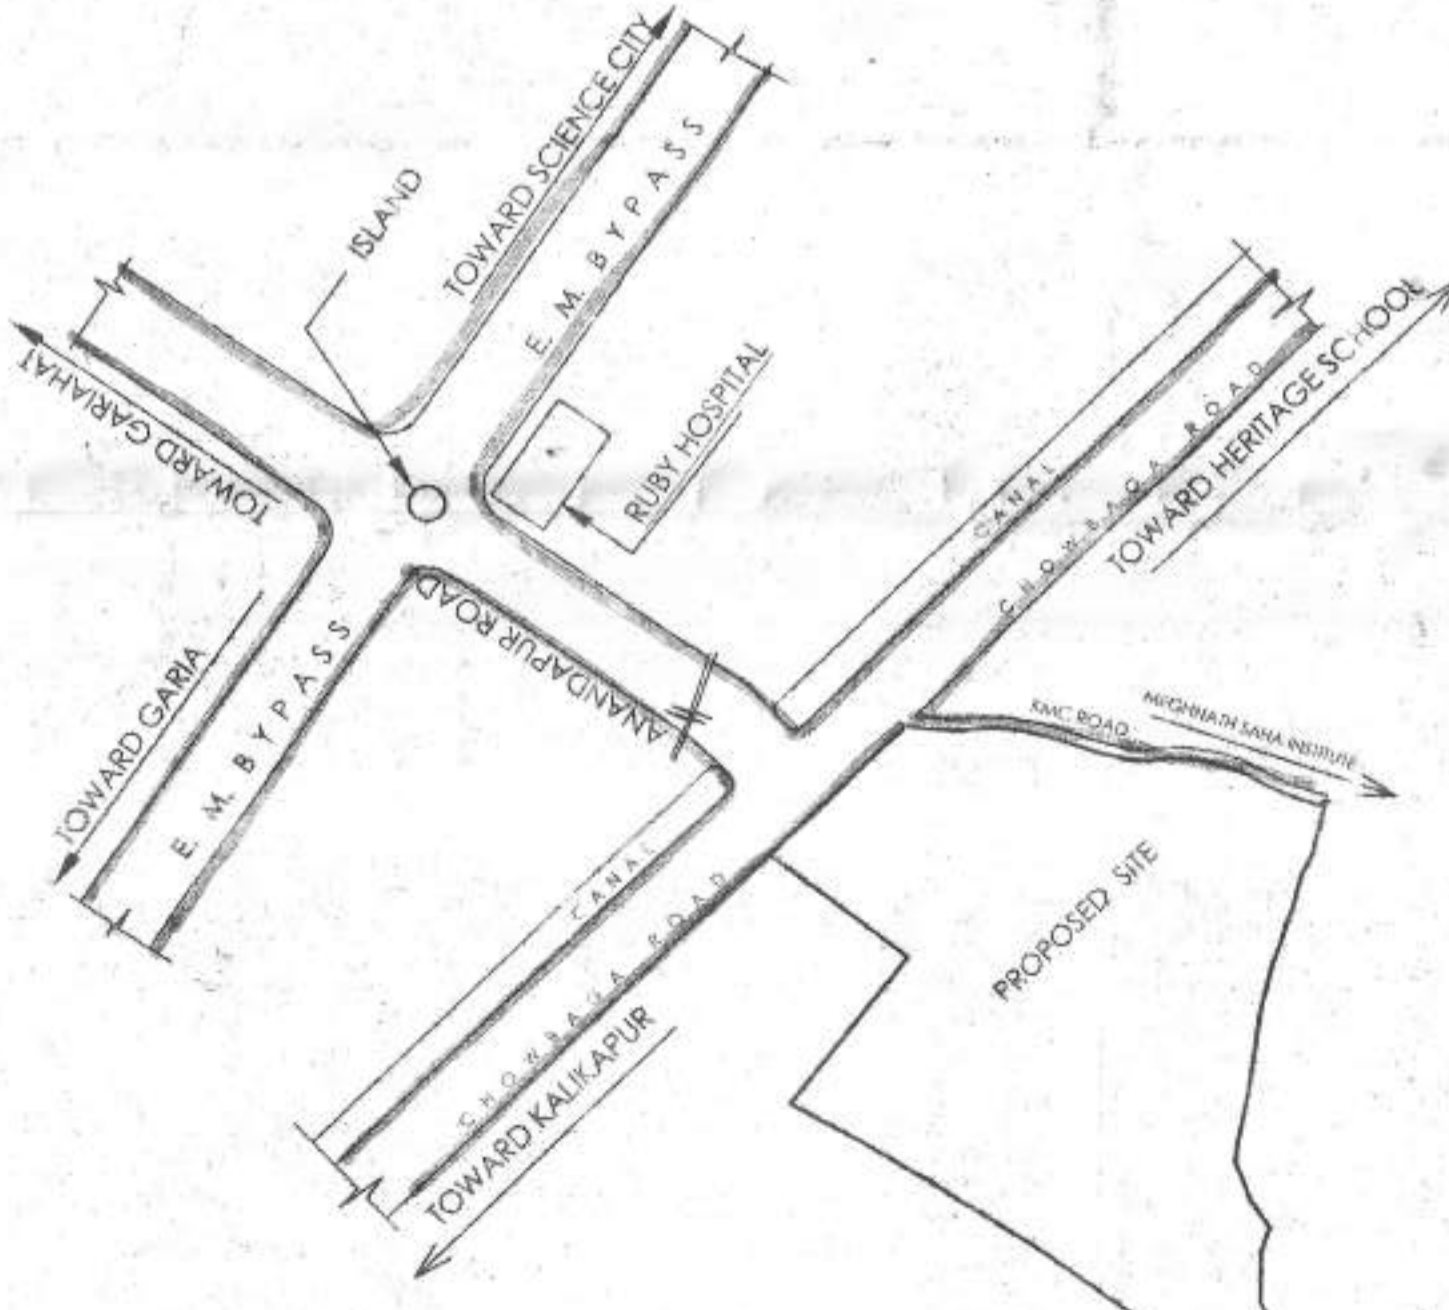 TOWARD SCIENCE CITY
E. M. BYPASS
ISLAND
TOWARD GARIAHAT
RUBY HOSPITAL
CANAL
CHOWBAGA ROAD
TOWARD HERITAGE SCHOOL
ANANDAPUR ROAD
TOWARD GARIA
E. M. BYPASS
KMC ROAD
MEGHNATH SAHA INSTITUTE
PROPOSED SITE
CANAL
CHOWBAGA ROAD
TOWARD KALIKAPUR